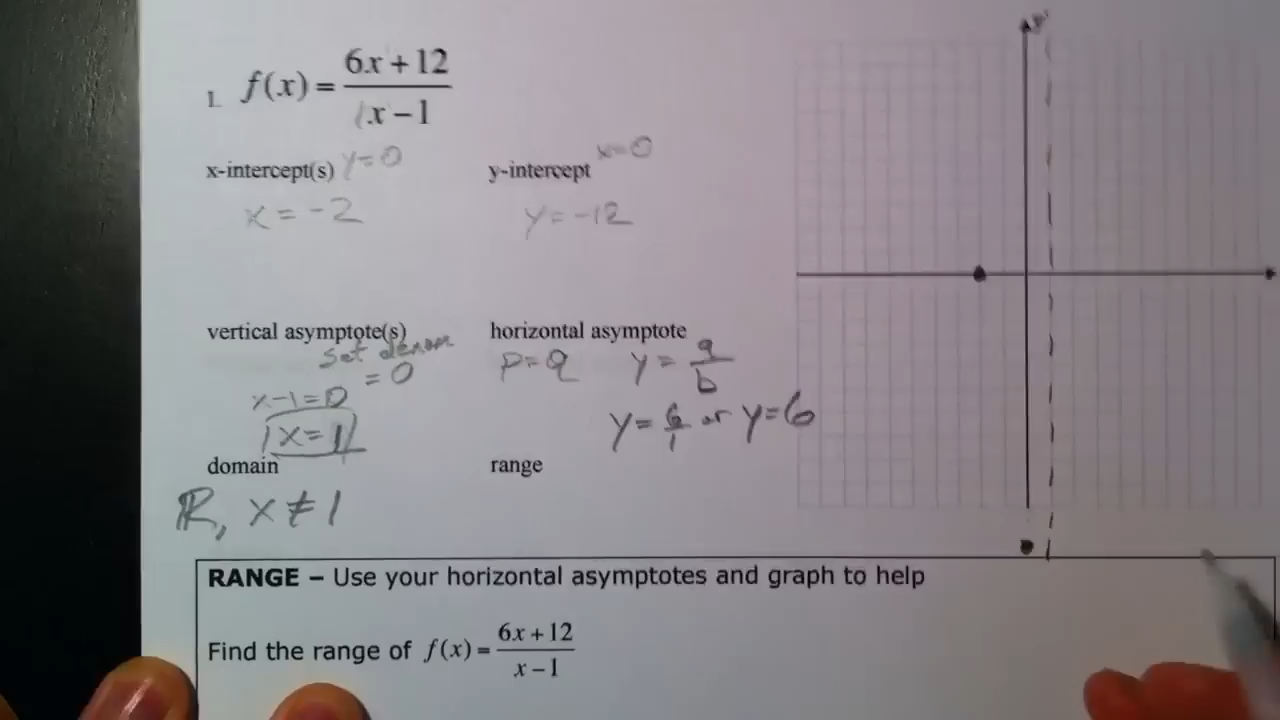 1. f(x) = 6x + 12 / 1x − 1
x-intercept(s) y=0
x = -2
y-intercept x=0
y = -12
vertical asymptote(s)
set denom = 0
x-1=0
x=1
horizontal asymptote
P=Q y = a/b
y = 6/1 or y=6
domain
ℝ, x ≠ 1
range
RANGE – Use your horizontal asymptotes and graph to help
Find the range of f(x) = 6x + 12 / x − 1